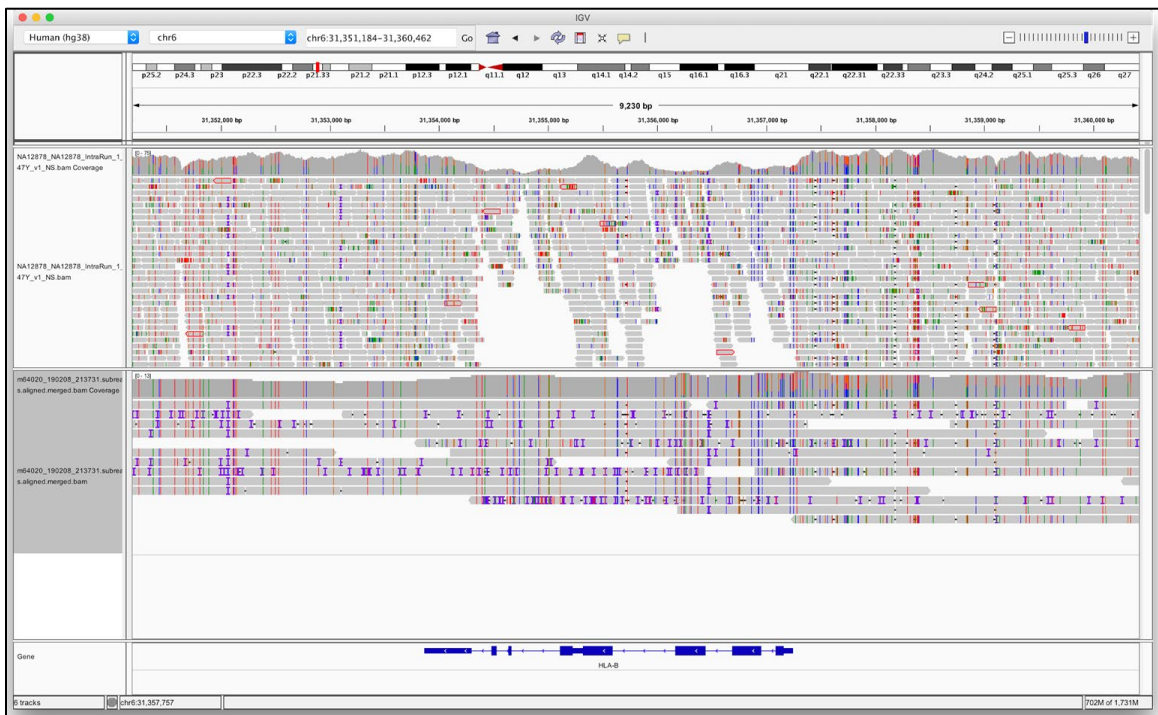 IGV
Human (hg38)
chr6
chr6:31,351,184-31,360,462
Go
p25.2 p24.3 p23 p22.3 p22.2 p21.33 p21.2 p21.1 p12.3 p12.1 q11.1 q12 q13 q14.1 q14.2 q15 q16.1 q16.3 q21 q22.1 q22.31 q22.33 q23.3 q24.2 q25.1 q25.3 q26 q27
9,230 bp
31,352,000 bp 31,353,000 bp 31,354,000 bp 31,355,000 bp 31,356,000 bp 31,357,000 bp 31,358,000 bp 31,359,000 bp 31,360,000 bp
NA12878_NA12878_IntraRun_1_
47Y_v1_NS.bam Coverage
[0 - 75]
NA12878_NA12878_IntraRun_1_
47Y_v1_NS.bam
m64020_190208_213731.subrea
s.aligned.merged.bam Coverage
[0 - 13]
m64020_190208_213731.subrea
s.aligned.merged.bam
Gene
HLA-B
6 tracks
chr6:31,357,757
702M of 1,731M